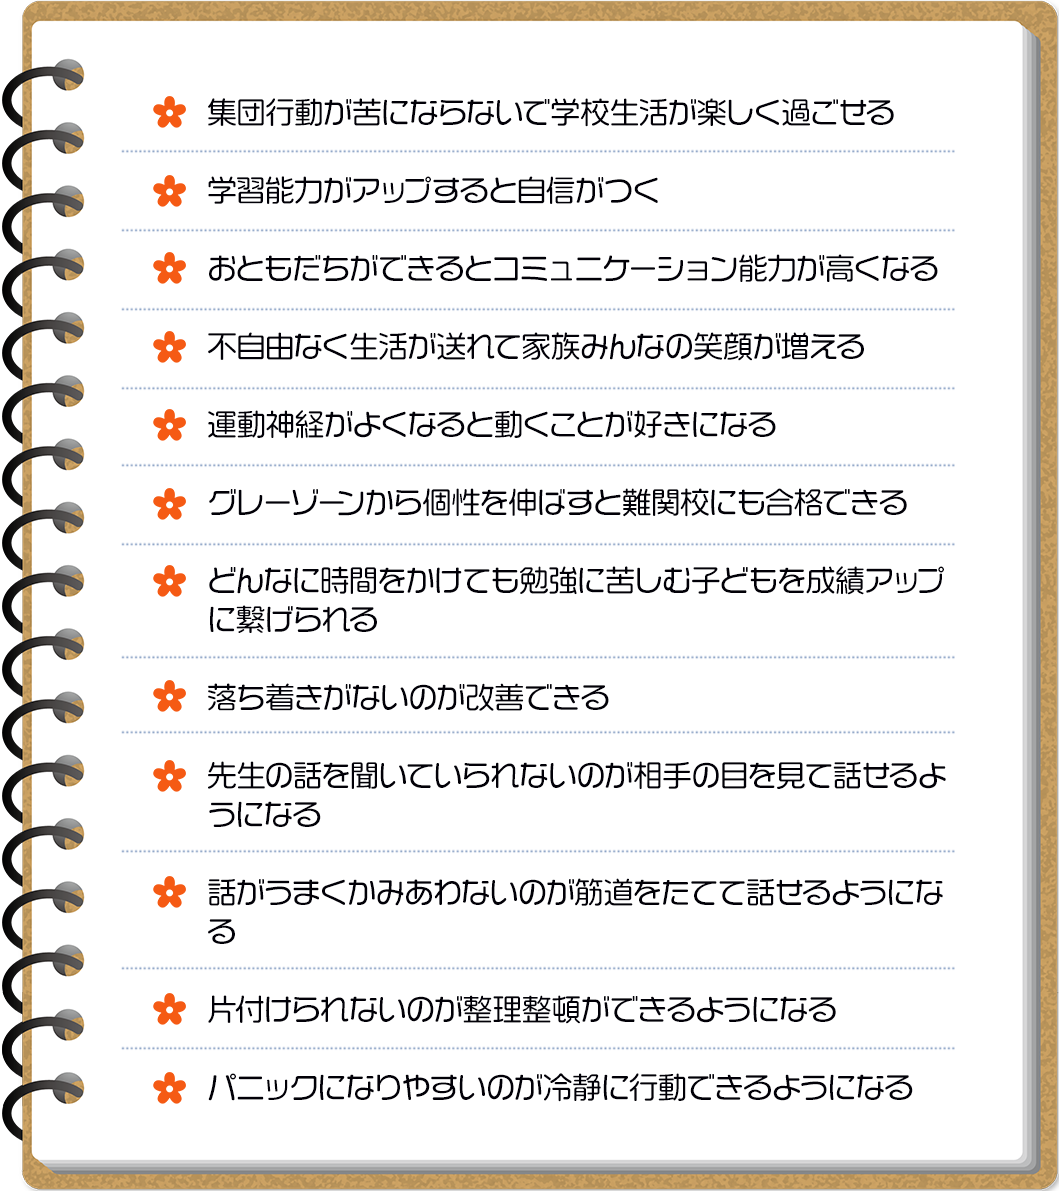 集団行動が苦にならないで学校生活が楽しく過ごせる
学習能力がアップすると自信がつく
おともだちができるとコミュニケーション能力が高くなる
不自由なく生活が送れて家族みんなの笑顔が増える
運動神経がよくなると動くことが好きになる
グレーゾーンから個性を伸ばすと難関校にも合格できる
どんなに時間をかけても勉強に苦しむ子どもを成績アップ
に繋げられる
落ち着きがないのが改善できる
先生の話を聞いていられないのが相手の目を見て話せるよ
うになる
話がうまくかみあわないのが筋道をたてて話せるようにな
る
片付けられないのが整理整頓ができるようになる
パニックになりやすいのが冷静に行動できるようになる